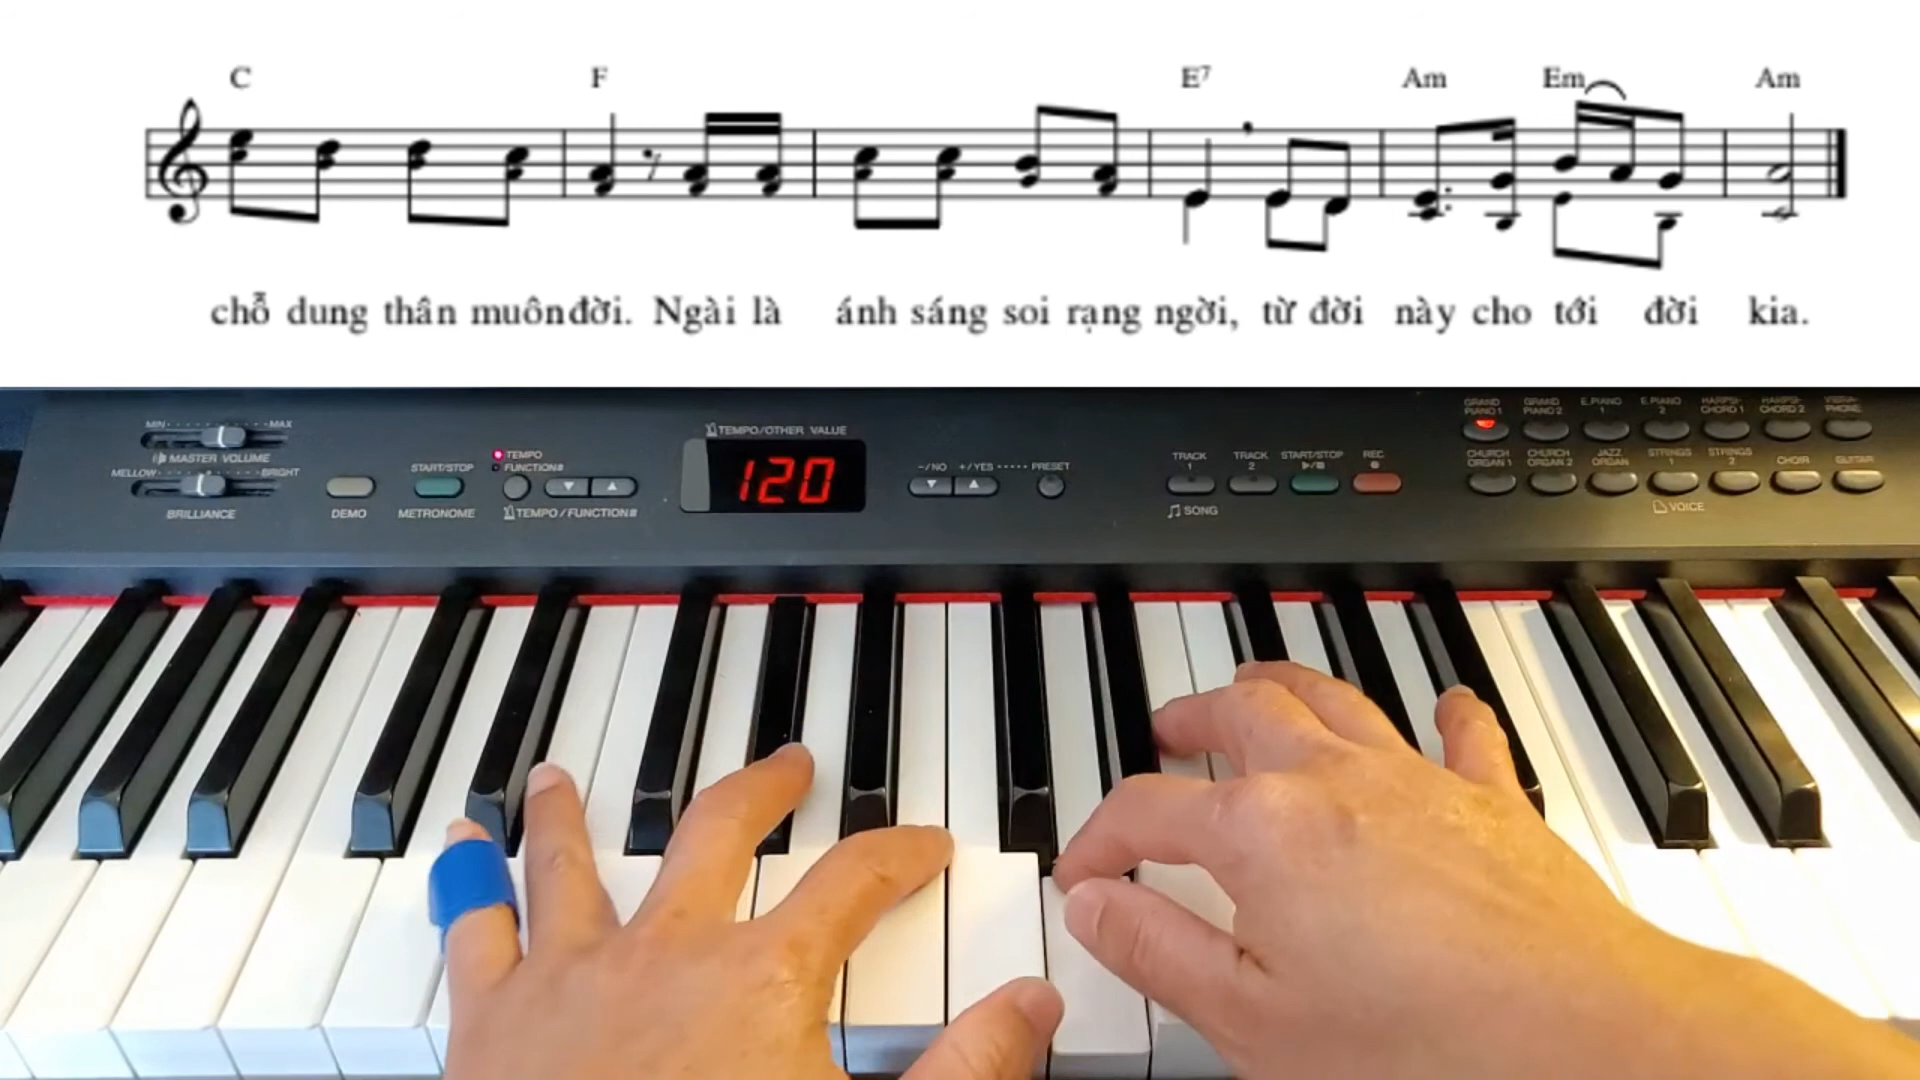 C F E7 Am Em Am
chỗ dung thân muôn đời. Ngài là ánh sáng soi rạng ngời, từ đời này cho tới đời kia.
MIN MAX
MASTER VOLUME
MELLOW BRIGHT
BRILLIANCE
DEMO
START/STOP
METRONOME
TEMPO
FUNCTION#
TEMPO/FUNCTION#
TEMPO/OTHER VALUE
120
-/NO +/YES PRESET
TRACK 1 TRACK 2 START/STOP REC
SONG
GRAND PIANO 1 GRAND PIANO 2 E.PIANO 1 E.PIANO 2 HARPSI-CHORD 1 HARPSI-CHORD 2 VIBRA-PHONE
CHURCH ORGAN 1 CHURCH ORGAN 2 JAZZ ORGAN STRINGS 1 STRINGS 2 CHOIR GUITAR
VOICE